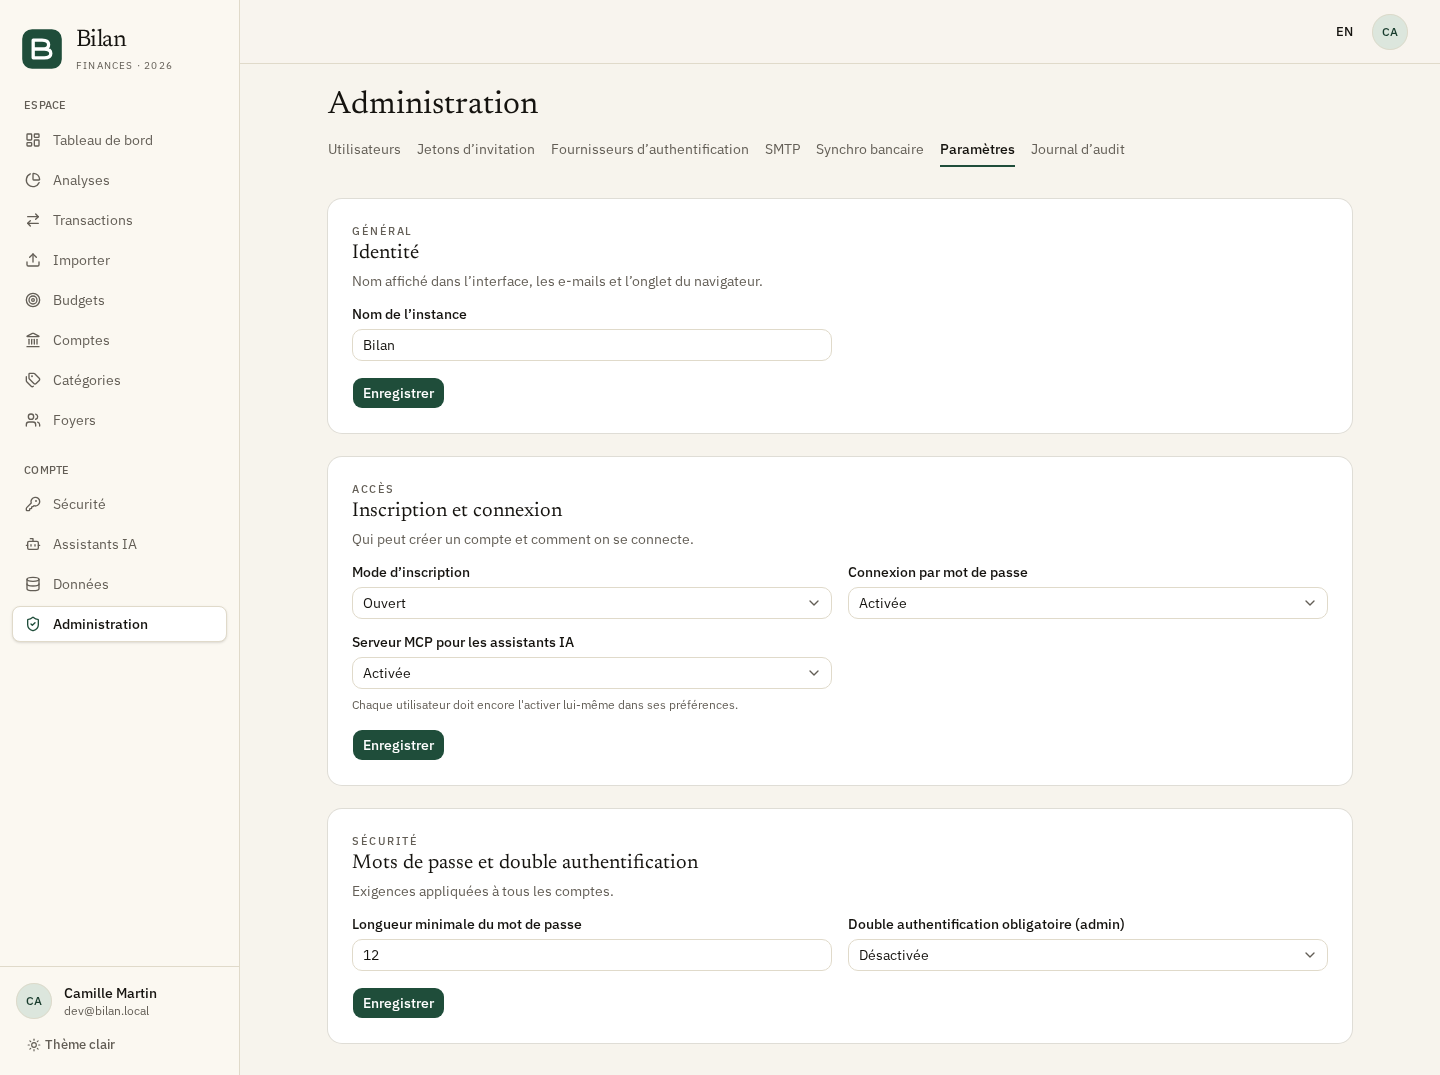 Bilan
FINANCES · 2026
ESPACE
Tableau de bord
Analyses
Transactions
Importer
Budgets
Comptes
Catégories
Foyers
COMPTE
Sécurité
Assistants IA
Données
Administration
CA
Camille Martin
dev@bilan.local
Thème clair
EN
CA
Administration
Utilisateurs Jetons d’invitation Fournisseurs d’authentification SMTP Synchro bancaire Paramètres Journal d’audit
GÉNÉRAL
Identité
Nom affiché dans l’interface, les e-mails et l’onglet du navigateur.
Nom de l’instance
Bilan
Enregistrer
ACCÈS
Inscription et connexion
Qui peut créer un compte et comment on se connecte.
Mode d’inscription
Ouvert
Connexion par mot de passe
Activée
Serveur MCP pour les assistants IA
Activée
Chaque utilisateur doit encore l'activer lui-même dans ses préférences.
Enregistrer
SÉCURITÉ
Mots de passe et double authentification
Exigences appliquées à tous les comptes.
Longueur minimale du mot de passe
12
Double authentification obligatoire (admin)
Désactivée
Enregistrer